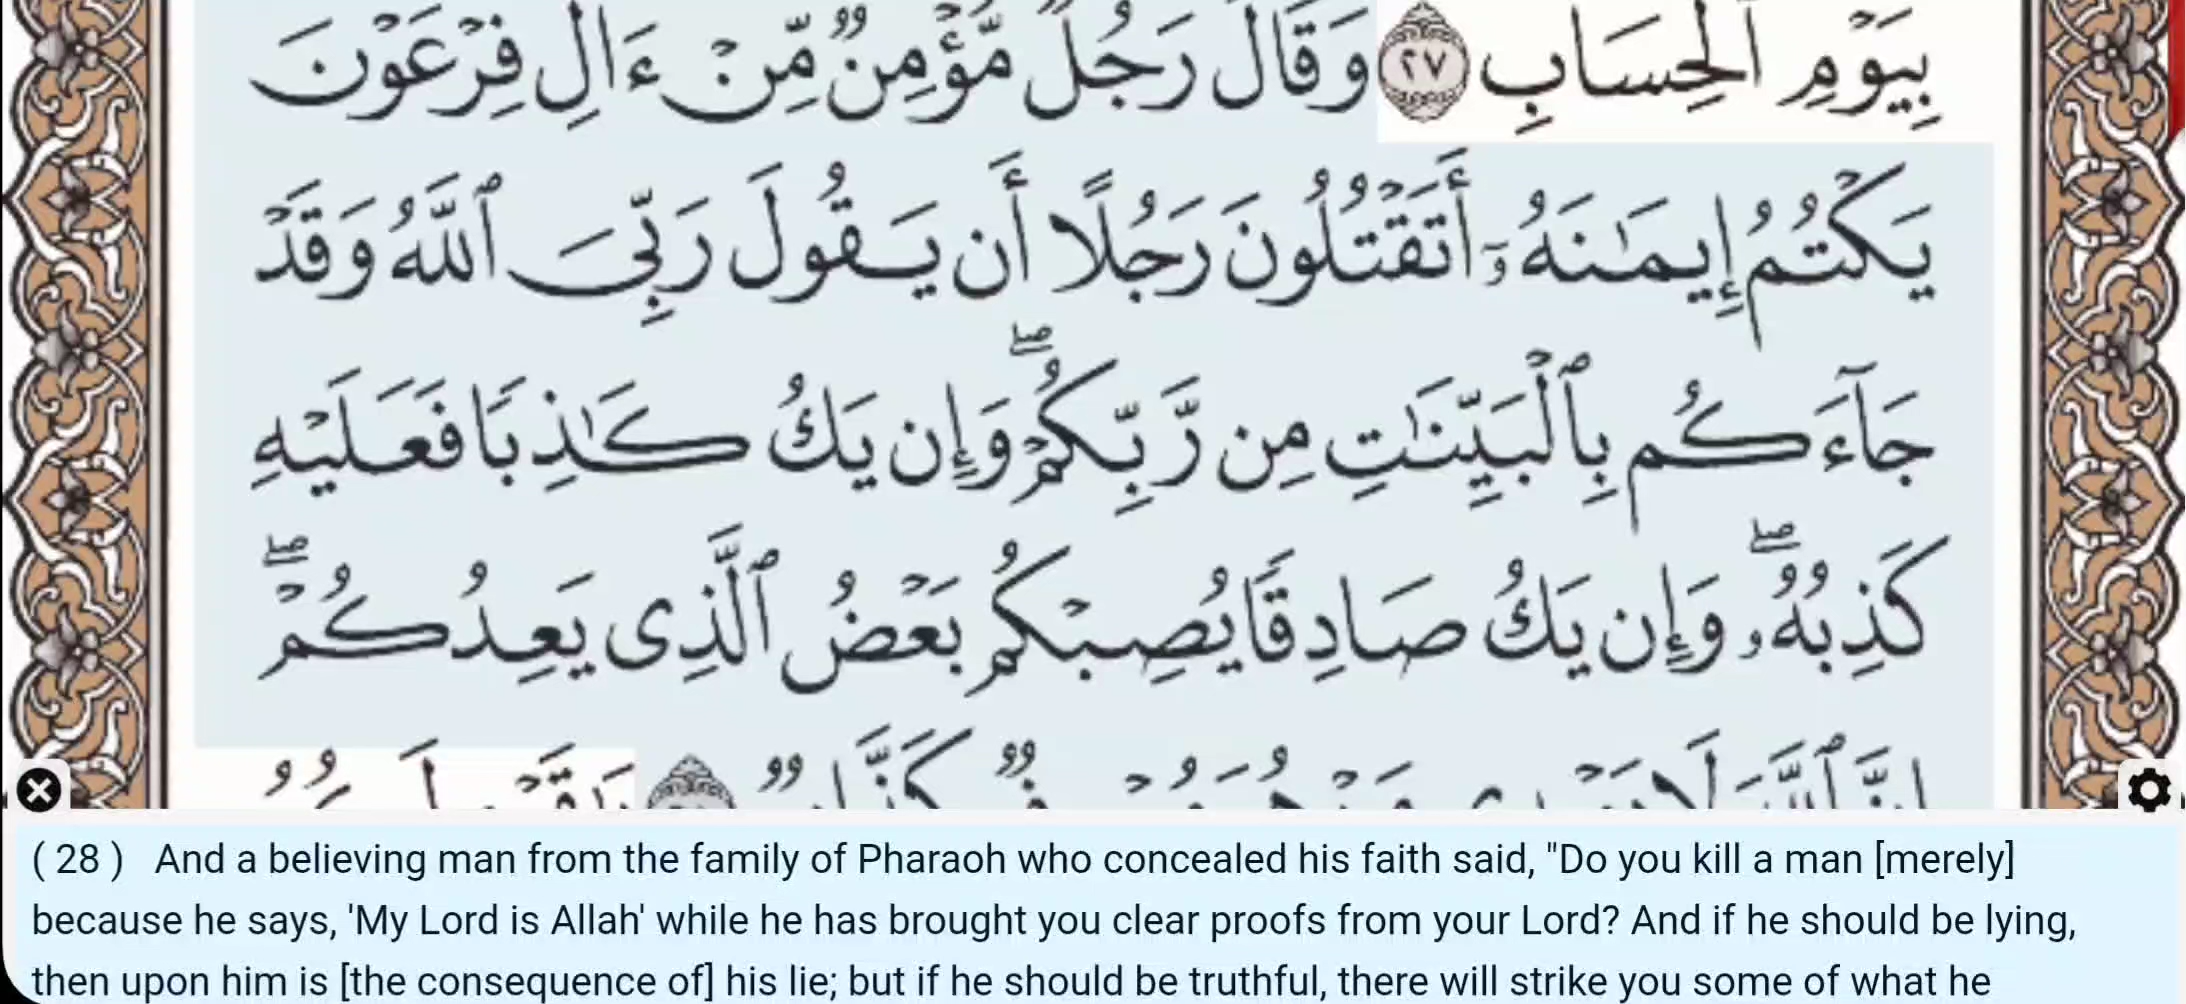 بِيَوْمِ ٱلْحِسَابِ ٢٧ وَقَالَ رَجُلٌ مُّؤْمِنٌ مِّنْ ءَالِ فِرْعَوْنَ
يَكْتُمُ إِيمَٰنَهُۥٓ أَتَقْتُلُونَ رَجُلًا أَن يَقُولَ رَبِّىَ ٱللَّهُ وَقَدْ
جَآءَكُم بِٱلْبَيِّنَٰتِ مِن رَّبِّكُمْ ۖ وَإِن يَكُ كَٰذِبًا فَعَلَيْهِ
كَذِبُهُۥ ۖ وَإِن يَكُ صَادِقًا يُصِبْكُم بَعْضُ ٱلَّذِى يَعِدُكُمْ ۖ
( 28 ) And a believing man from the family of Pharaoh who concealed his faith said, "Do you kill a man [merely]
because he says, 'My Lord is Allah' while he has brought you clear proofs from your Lord? And if he should be lying,
then upon him is [the consequence of] his lie; but if he should be truthful, there will strike you some of what he